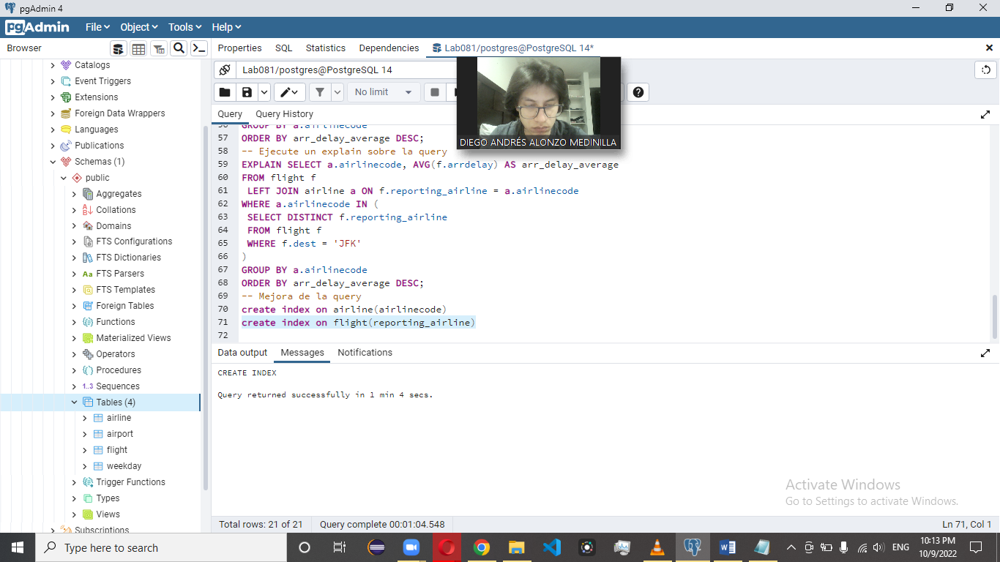 pgAdmin 4
pgAdmin
File Object Tools Help
Browser
Properties SQL Statistics Dependencies Lab081/postgres@PostgreSQL 14*
Lab081/postgres@PostgreSQL 14
No limit
Query Query History
DIEGO ANDRÉS ALONZO MEDINILLA
Catalogs
Event Triggers
Extensions
Foreign Data Wrappers
Languages
Publications
Schemas (1)
public
Aggregates
Collations
Domains
FTS Configurations
FTS Dictionaries
FTS Parsers
FTS Templates
Foreign Tables
Functions
Materialized Views
Operators
Procedures
1..3 Sequences
Tables (4)
airline
airport
flight
weekday
Trigger Functions
Types
Views
Subscriptions
56 GROUP BY a.airlinecode
57 ORDER BY arr_delay_average DESC;
58 -- Ejecute un explain sobre la query
59 EXPLAIN SELECT a.airlinecode, AVG(f.arrdelay) AS arr_delay_average
60 FROM flight f
61 LEFT JOIN airline a ON f.reporting_airline = a.airlinecode
62 WHERE a.airlinecode IN (
63 SELECT DISTINCT f.reporting_airline
64 FROM flight f
65 WHERE f.dest = 'JFK'
66 )
67 GROUP BY a.airlinecode
68 ORDER BY arr_delay_average DESC;
69 -- Mejora de la query
70 create index on airline(airlinecode)
71 create index on flight(reporting_airline)
72
Data output Messages Notifications
CREATE INDEX
Query returned successfully in 1 min 4 secs.
Activate Windows
Go to Settings to activate Windows.
Total rows: 21 of 21 Query complete 00:01:04.548 Ln 71, Col 1
Type here to search
ENG
10:13 PM
10/9/2022